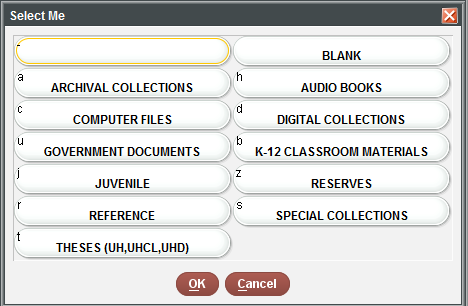 Select Me
-
BLANK
a
ARCHIVAL COLLECTIONS
h
AUDIO BOOKS
c
COMPUTER FILES
d
DIGITAL COLLECTIONS
u
GOVERNMENT DOCUMENTS
b
K-12 CLASSROOM MATERIALS
j
JUVENILE
z
RESERVES
r
REFERENCE
s
SPECIAL COLLECTIONS
t
THESES (UH,UHCL,UHD)
OK
Cancel